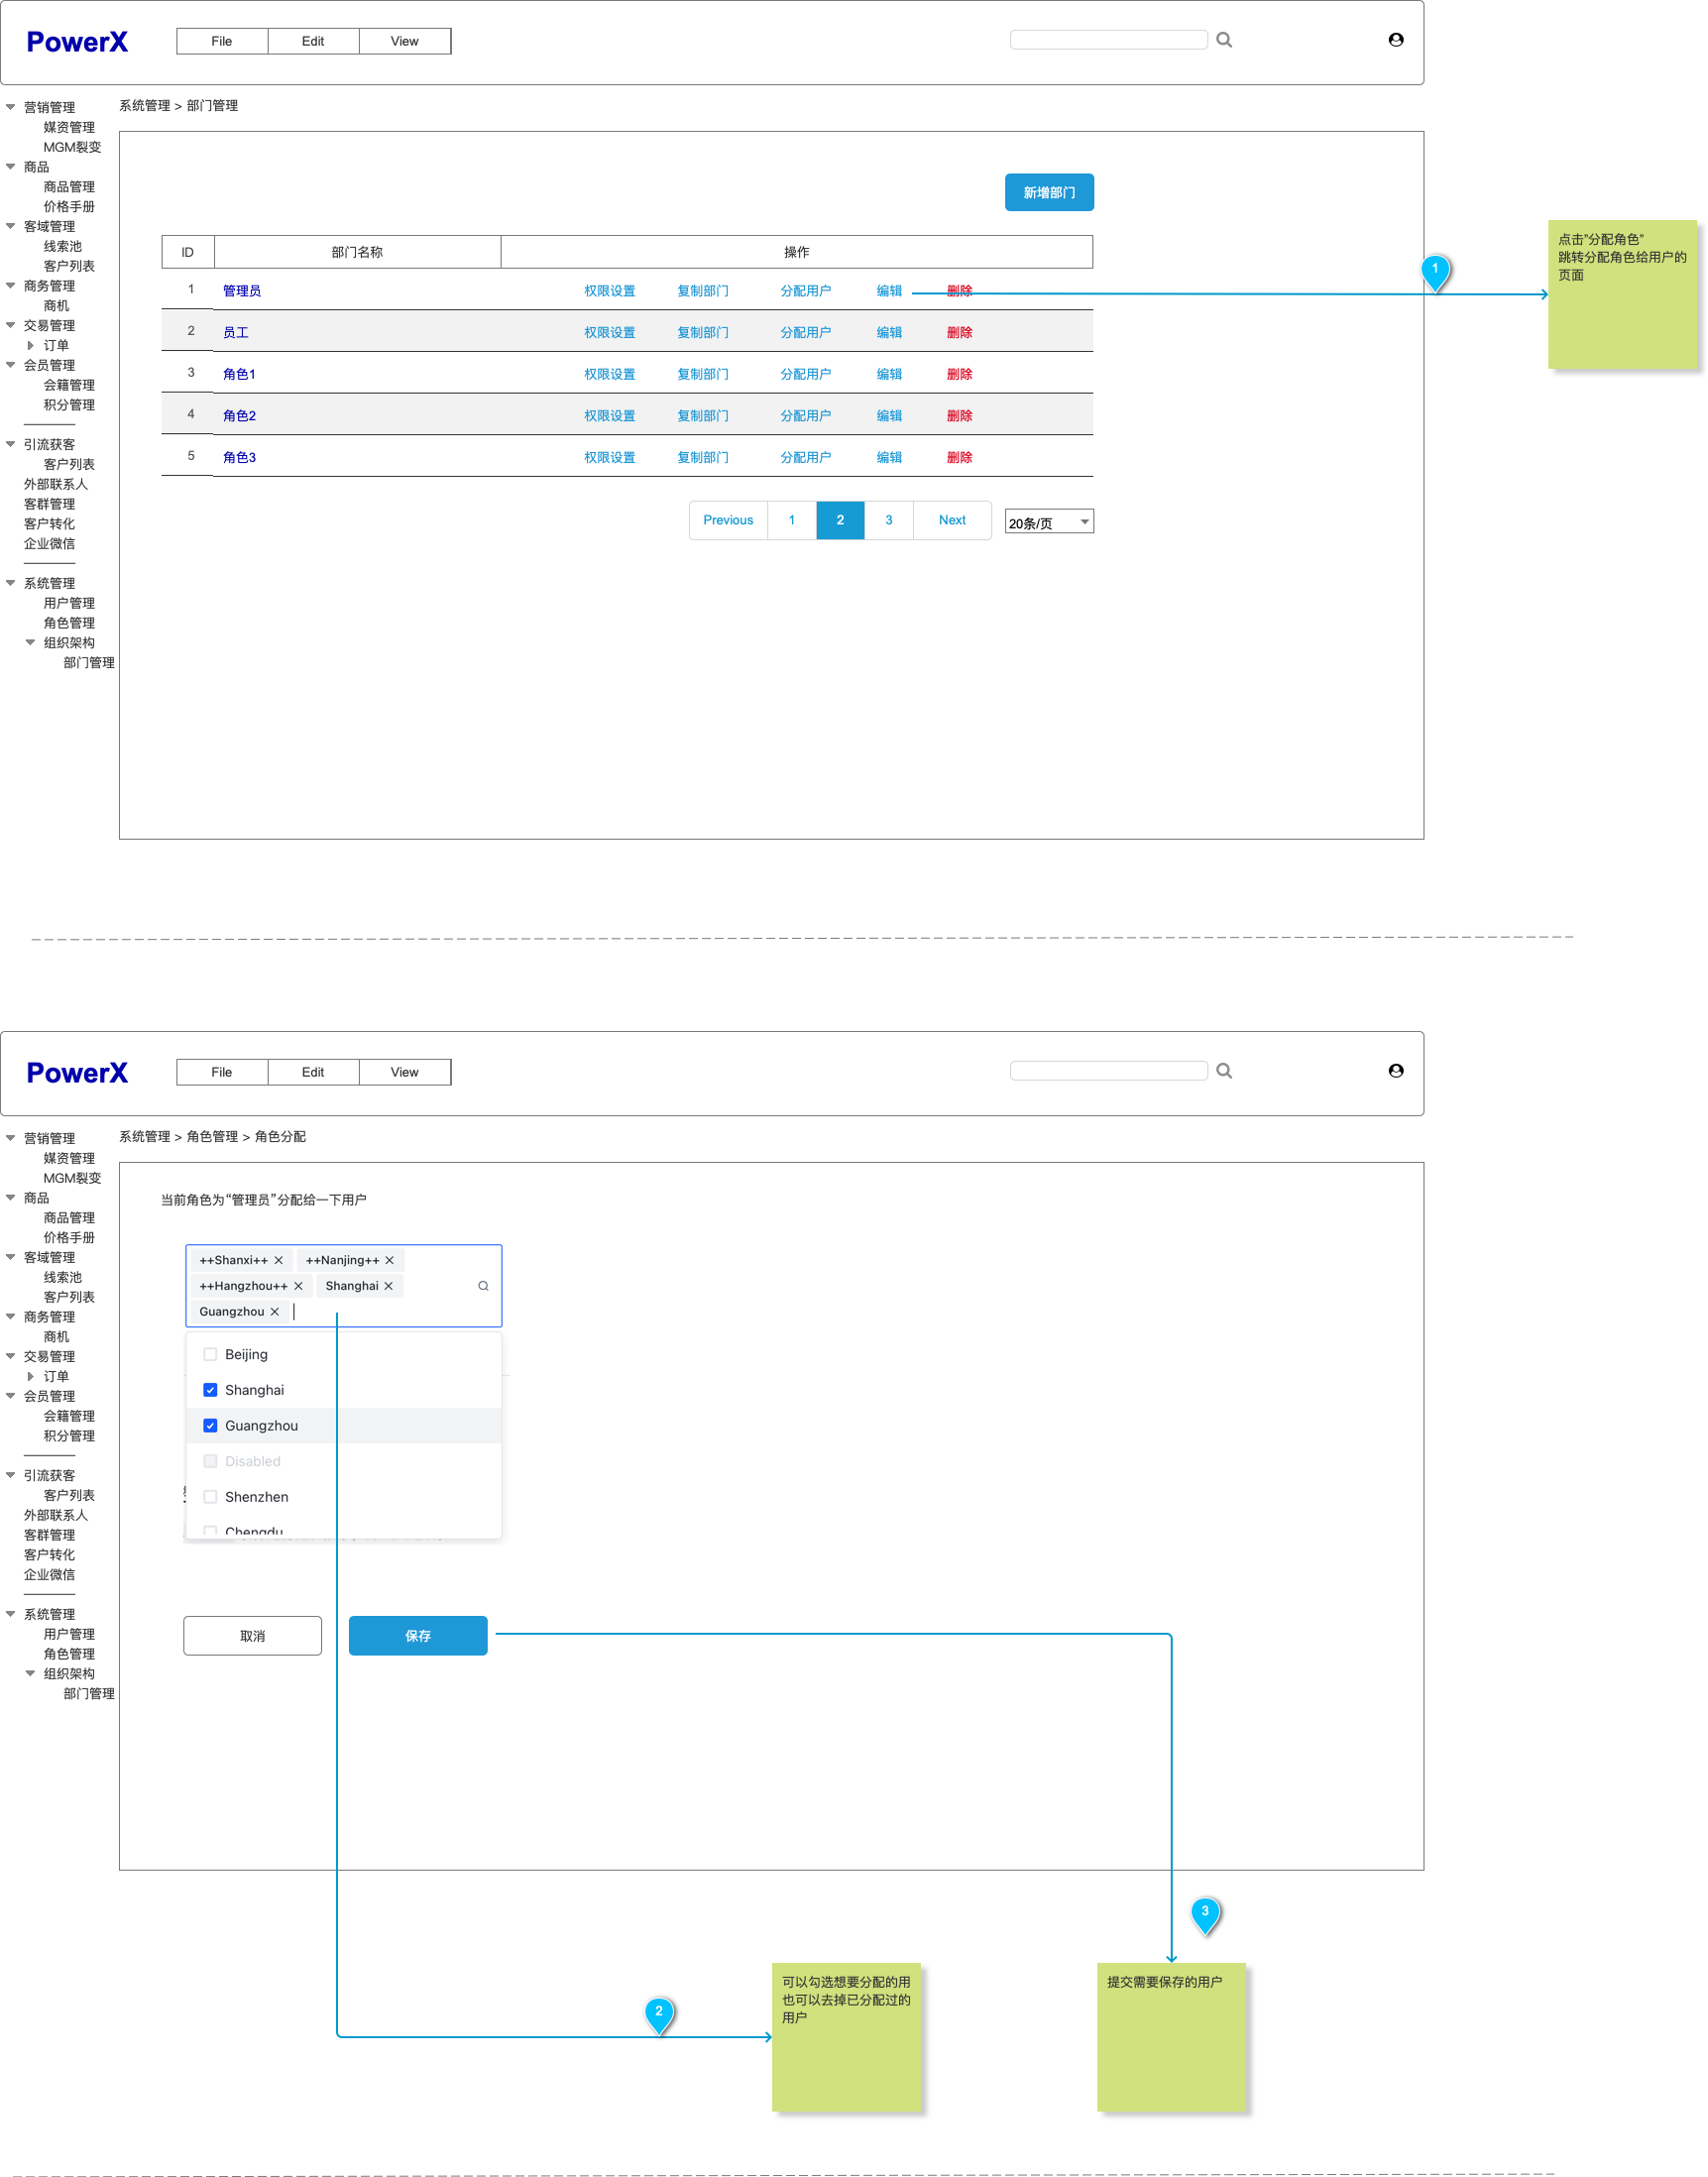 PowerX
File Edit View
营销管理
媒资管理
MGM裂变
商品
商品管理
价格手册
客域管理
线索池
客户列表
商务管理
商机
交易管理
订单
会员管理
会籍管理
积分管理
引流获客
客户列表
外部联系人
客群管理
客户转化
企业微信
系统管理
用户管理
角色管理
组织架构
部门管理
系统管理 > 部门管理
新增部门
ID 部门名称 操作
1 管理员 权限设置 复制部门 分配用户 编辑 删除
2 员工 权限设置 复制部门 分配用户 编辑 删除
3 角色1 权限设置 复制部门 分配用户 编辑 删除
4 角色2 权限设置 复制部门 分配用户 编辑 删除
5 角色3 权限设置 复制部门 分配用户 编辑 删除
Previous 1 2 3 Next 20条/页
1
点击"分配角色"
跳转分配角色给用户的
页面
PowerX
File Edit View
营销管理
媒资管理
MGM裂变
商品
商品管理
价格手册
客域管理
线索池
客户列表
商务管理
商机
交易管理
订单
会员管理
会籍管理
积分管理
引流获客
客户列表
外部联系人
客群管理
客户转化
企业微信
系统管理
用户管理
角色管理
组织架构
部门管理
系统管理 > 角色管理 > 角色分配
当前角色为“管理员”分配给一下用户
++Shanxi++ ++Nanjing++
++Hangzhou++ Shanghai
Guangzhou
Beijing
Shanghai
Guangzhou
Disabled
Shenzhen
Chengdu
取消 保存
2
可以勾选想要分配的用
也可以去掉已分配过的
用户
3
提交需要保存的用户